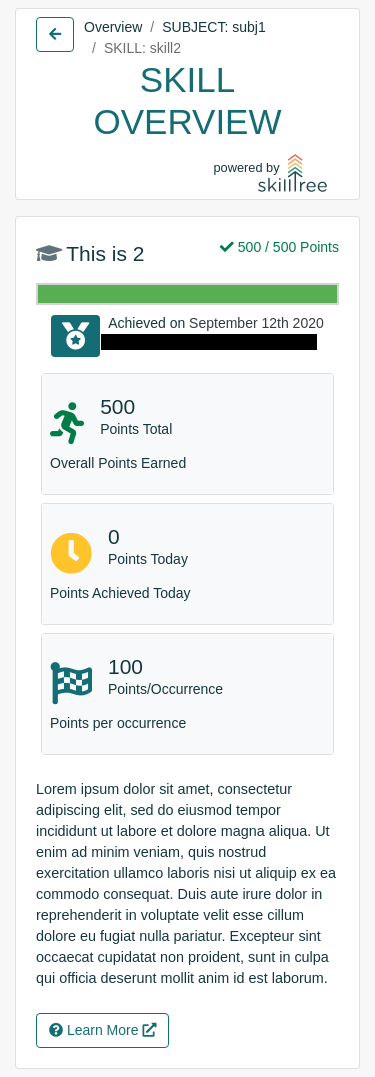 Overview / SUBJECT: subj1
/ SKILL: skill2
SKILL
OVERVIEW
powered by
skilltree
This is 2
500 / 500 Points
Achieved on September 12th 2020
500
Points Total
Overall Points Earned
0
Points Today
Points Achieved Today
100
Points/Occurrence
Points per occurrence
Lorem ipsum dolor sit amet, consectetur
adipiscing elit, sed do eiusmod tempor
incididunt ut labore et dolore magna aliqua. Ut
enim ad minim veniam, quis nostrud
exercitation ullamco laboris nisi ut aliquip ex ea
commodo consequat. Duis aute irure dolor in
reprehenderit in voluptate velit esse cillum
dolore eu fugiat nulla pariatur. Excepteur sint
occaecat cupidatat non proident, sunt in culpa
qui officia deserunt mollit anim id est laborum.
Learn More